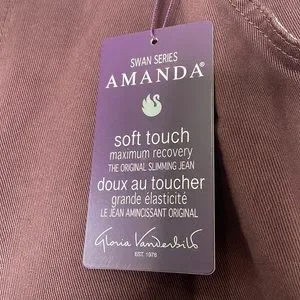 SWAN SERIES
AMANDA®
soft touch
maximum recovery
THE ORIGINAL SLIMMING JEAN
doux au toucher
grande élasticité
LE JEAN AMINCISSANT ORIGINAL
Gloria Vanderbilt
EST. 1976